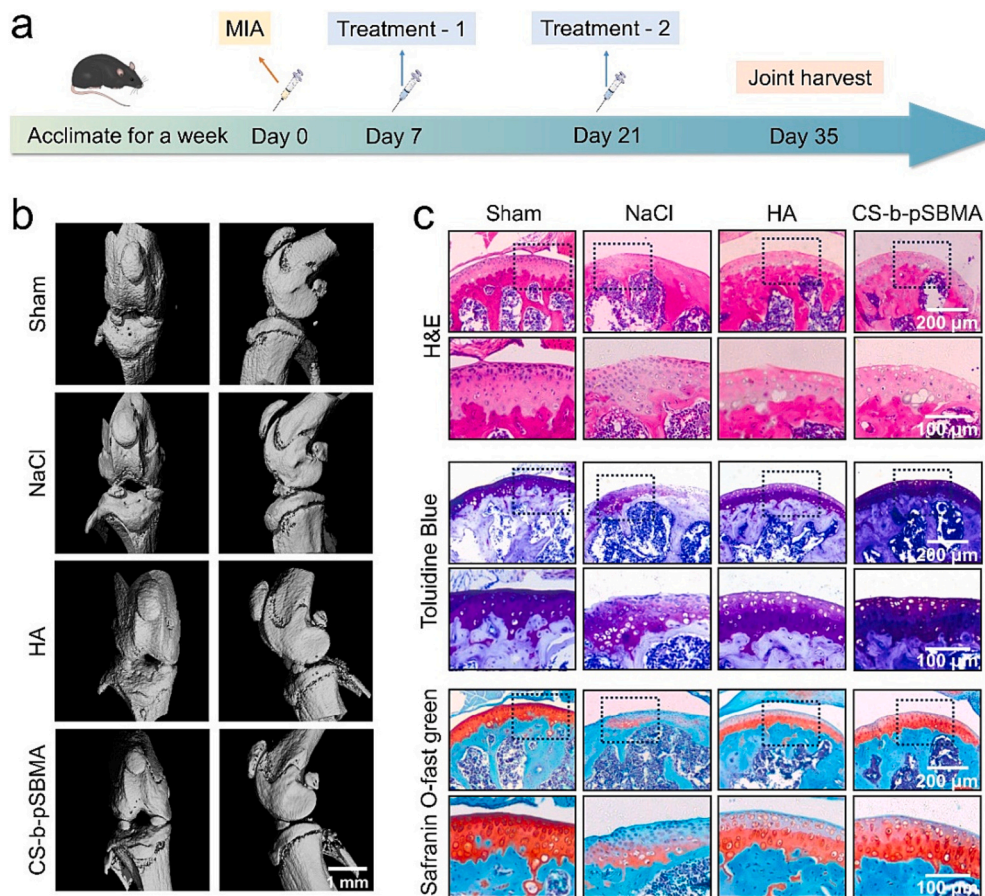 a
MIA
Treatment - 1
Treatment - 2
Joint harvest
Acclimate for a week
Day 0
Day 7
Day 21
Day 35
b
Sham
NaCl
HA
CS-b-pSBMA
1 mm
c
Sham
NaCl
HA
CS-b-pSBMA
H&E
200 μm
100 μm
Toluidine Blue
200 μm
100 μm
Safranin O-fast green
200 μm
100 μm